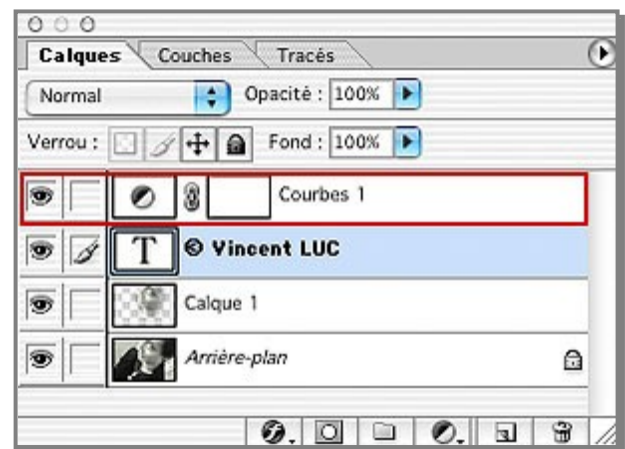 Calques Couches Tracés
Normal Opacité : 100%
Verrou : Fond : 100%
Courbes 1
T © Vincent LUC
Calque 1
Arrière-plan